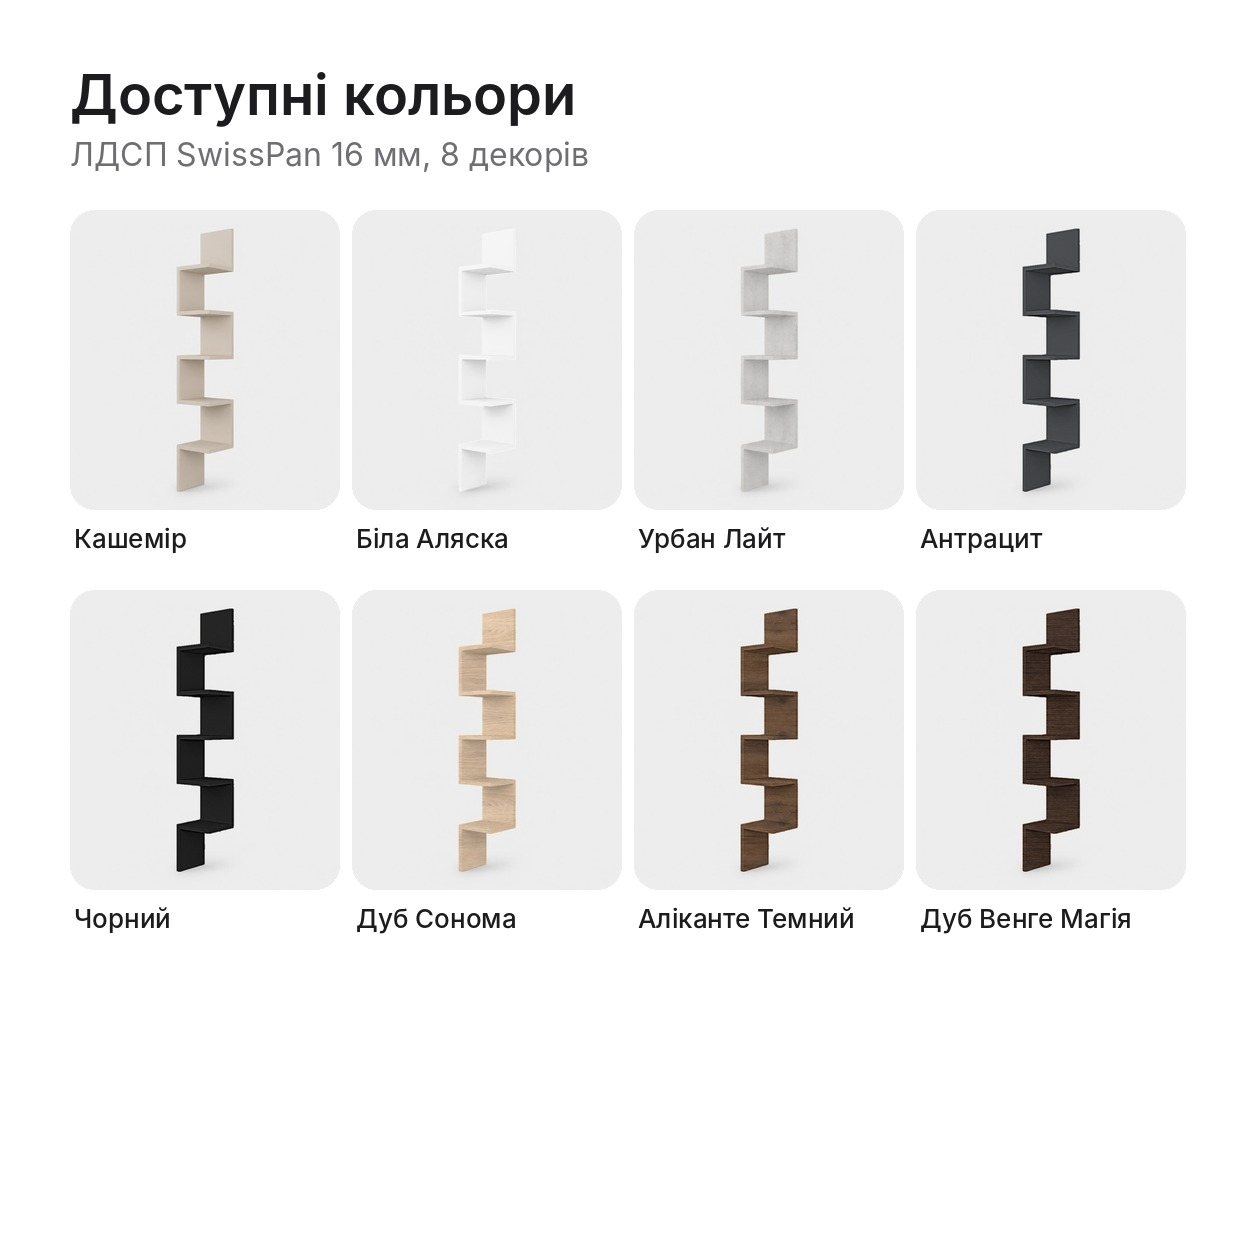 Доступні кольори
ЛДСП SwissPan 16 мм, 8 декорів
Кашемір
Біла Аляска
Урбан Лайт
Антрацит
Чорний
Дуб Сонома
Аліканте Темний
Дуб Венге Магія